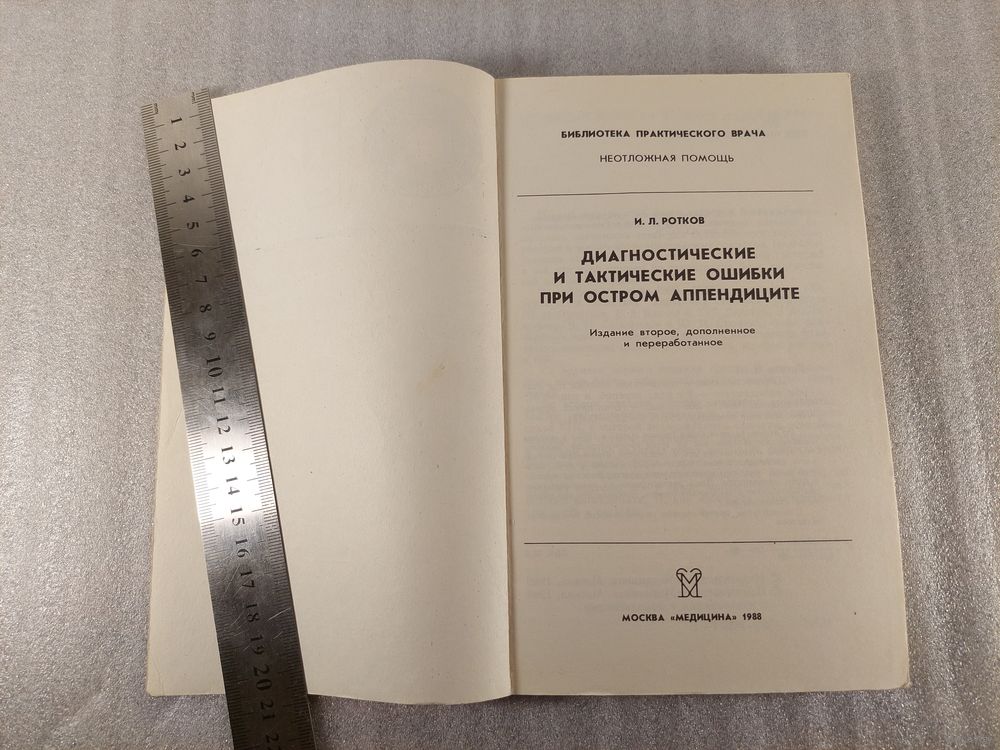 1
2
3
4
5
6
7
8
9
10
11
12
13
14
15
16
17
18
19
20
21
БИБЛИОТЕКА ПРАКТИЧЕСКОГО ВРАЧА
НЕОТЛОЖНАЯ ПОМОЩЬ
И. Л. РОТКОВ
ДИАГНОСТИЧЕСКИЕ
И ТАКТИЧЕСКИЕ ОШИБКИ
ПРИ ОСТРОМ АППЕНДИЦИТЕ
Издание второе, дополненное
и переработанное
МОСКВА «МЕДИЦИНА» 1988